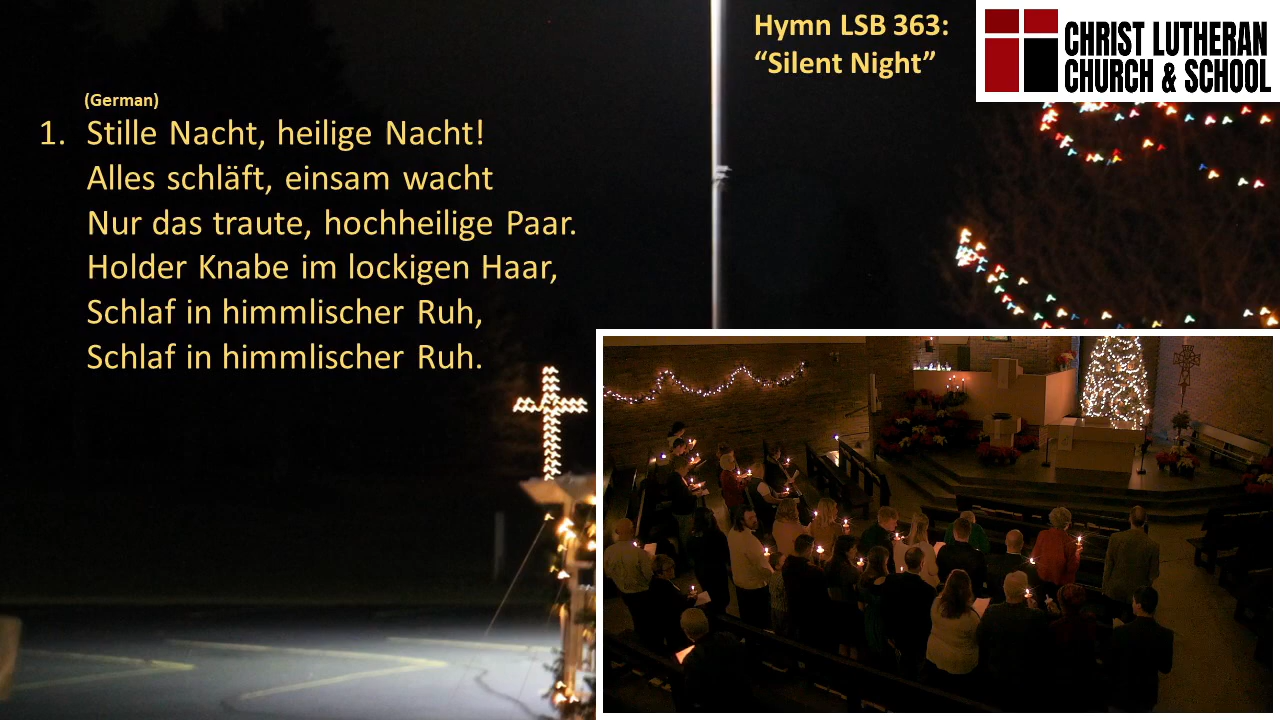 Hymn LSB 363:
“Silent Night”
CHRIST LUTHERAN
CHURCH & SCHOOL
(German)
1. Stille Nacht, heilige Nacht!
Alles schläft, einsam wacht
Nur das traute, hochheilige Paar.
Holder Knabe im lockigen Haar,
Schlaf in himmlischer Ruh,
Schlaf in himmlischer Ruh.